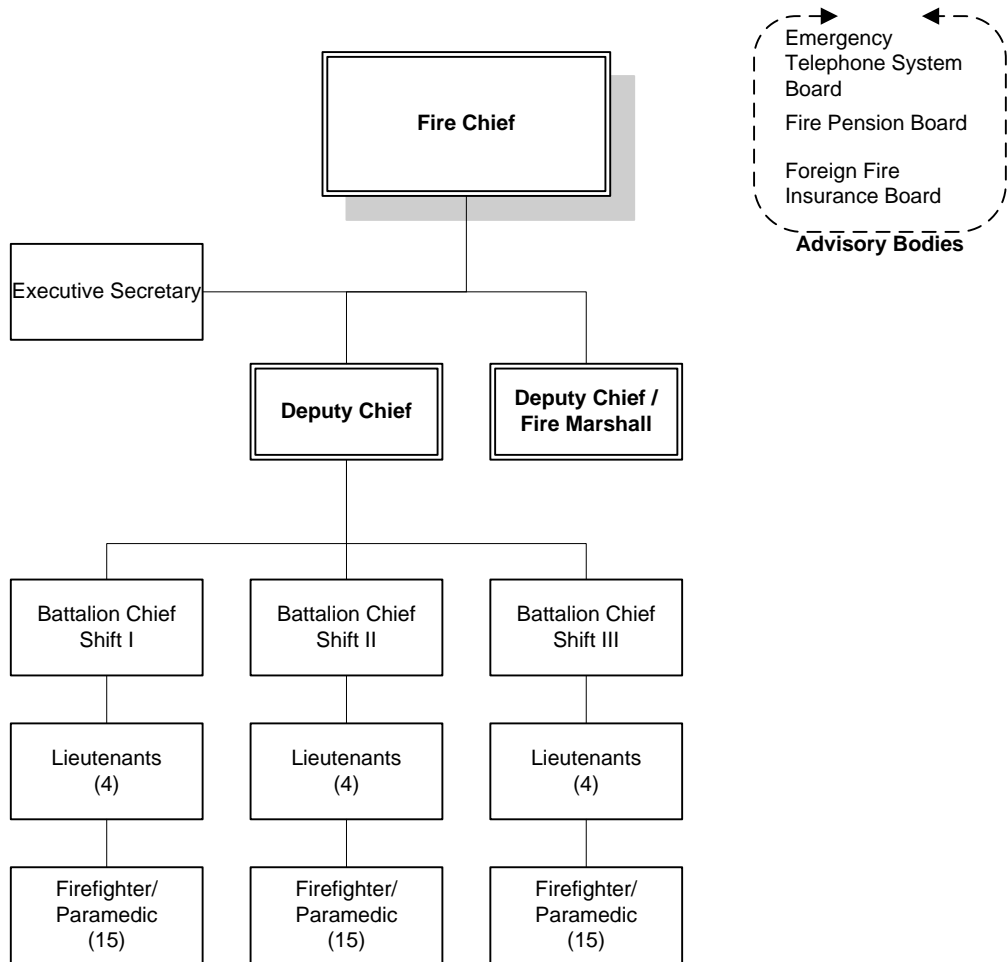 Fire Chief
Emergency
Telephone System
Board
Fire Pension Board
Foreign Fire
Insurance Board
Advisory Bodies
Executive Secretary
Deputy Chief
Deputy Chief /
Fire Marshall
Battalion Chief
Shift I
Battalion Chief
Shift II
Battalion Chief
Shift III
Lieutenants
(4)
Lieutenants
(4)
Lieutenants
(4)
Firefighter/
Paramedic
(15)
Firefighter/
Paramedic
(15)
Firefighter/
Paramedic
(15)